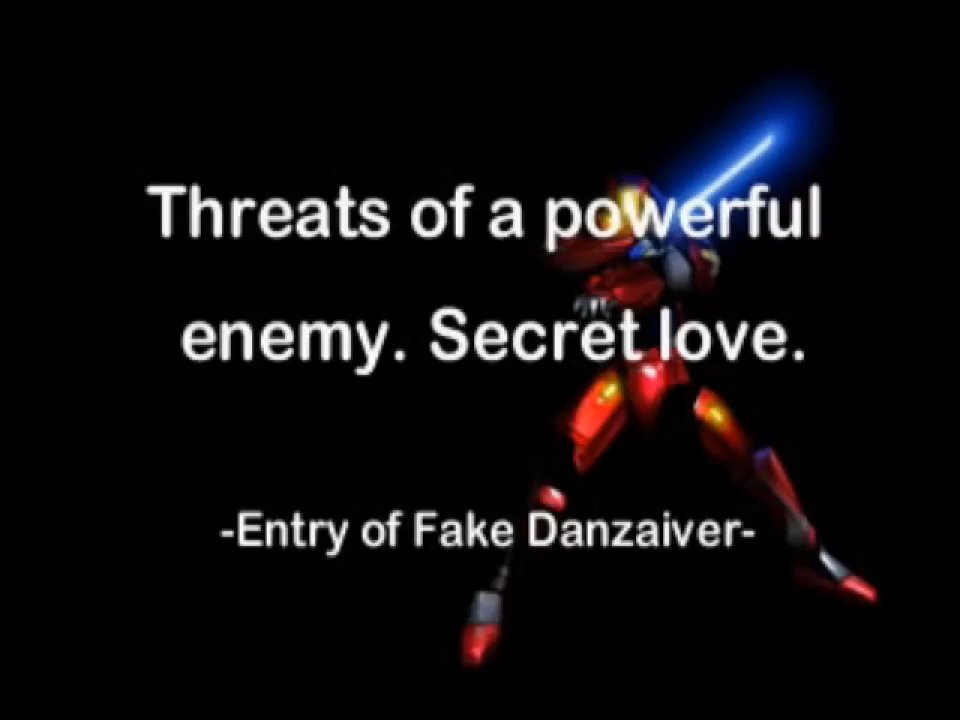 Threats of a powerful
enemy. Secret love.
-Entry of Fake Danzaiver-